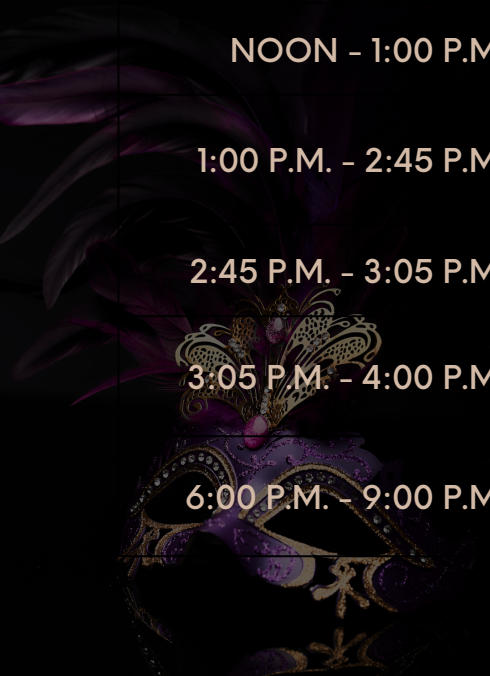 NOON - 1:00 P.M
1:00 P.M. - 2:45 P.M
2:45 P.M. - 3:05 P.M
3:05 P.M. - 4:00 P.M
6:00 P.M. - 9:00 P.M